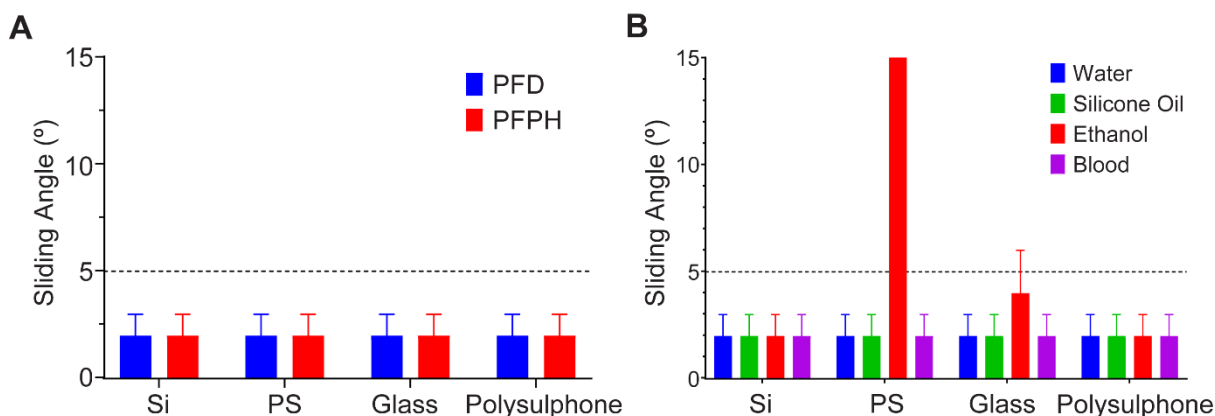 A
Sliding Angle (º)
15
10
5
0
PFD
PFPH
Si PS Glass Polysulphone
B
Sliding Angle (º)
15
10
5
0
Water
Silicone Oil
Ethanol
Blood
Si PS Glass Polysulphone